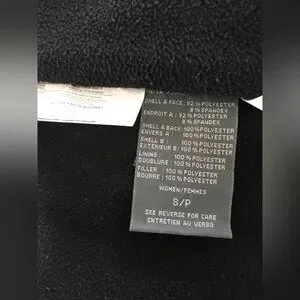 SHELL A FACE: 92% POLYESTER
8% SPANDEX
ENDROIT A : 92% POLYESTER
8% SPANDEX
SHELL A BACK: 100% POLYESTER
ENVERS A : 100% POLYESTER
SHELL B : 100% POLYESTER
EXTÉRIEUR B : 100% POLYESTER
LINING : 100% POLYESTER
DOUBLURE : 100% POLYESTER
FILLER : 100% POLYESTER
BOURRE : 100% POLYESTER
WOMEN/FEMMES
S/P
SEE REVERSE FOR CARE
ENTRETIEN AU VERSO